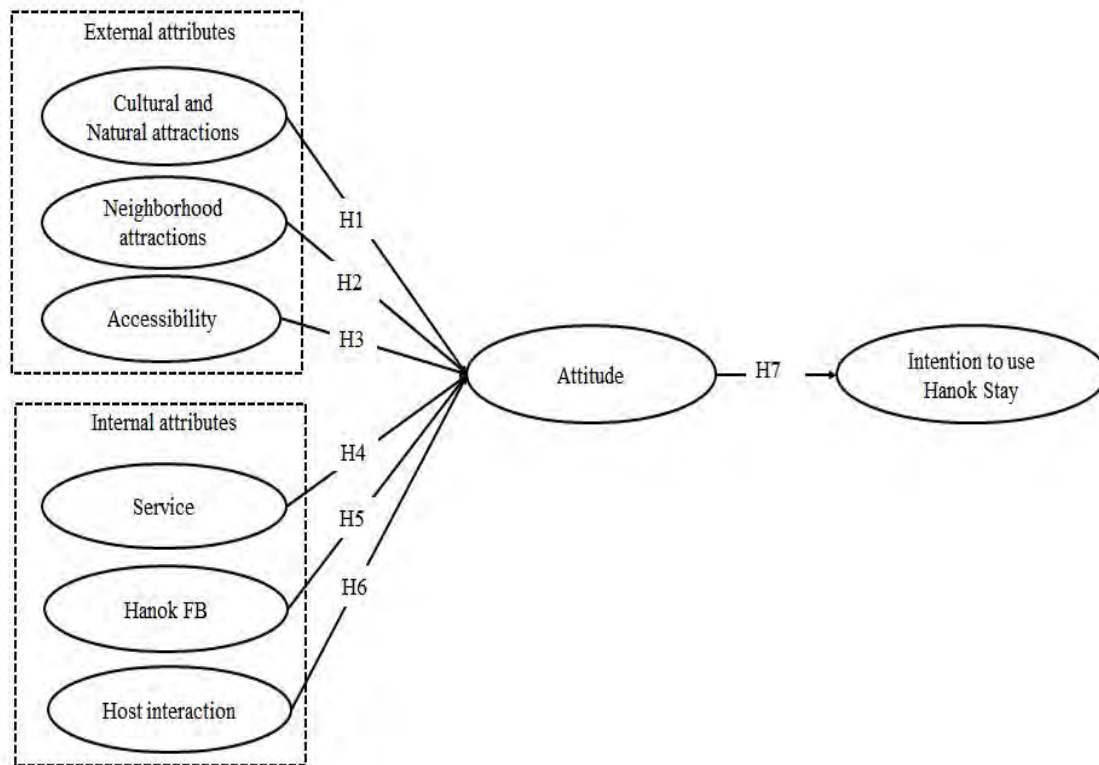 External attributes
Cultural and
Natural attractions
Neighborhood
attractions
Accessibility
H1
H2
H3
Attitude
H7
Intention to use
Hanok Stay
Internal attributes
Service
Hanok FB
Host interaction
H4
H5
H6